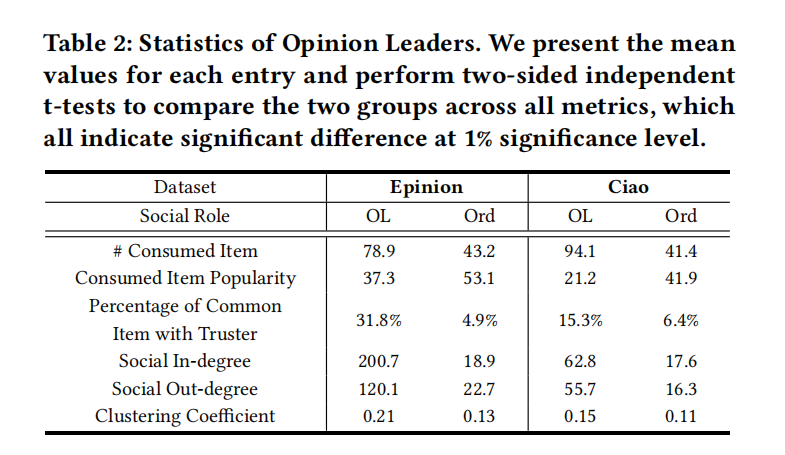 Table 2: Statistics of Opinion Leaders. We present the mean
values for each entry and perform two-sided independent
t-tests to compare the two groups across all metrics, which
all indicate significant difference at 1% significance level.
Dataset Epinion Ciao
Social Role OL Ord OL Ord
# Consumed Item 78.9 43.2 94.1 41.4
Consumed Item Popularity 37.3 53.1 21.2 41.9
Percentage of Common
Item with Truster 31.8% 4.9% 15.3% 6.4%
Social In-degree 200.7 18.9 62.8 17.6
Social Out-degree 120.1 22.7 55.7 16.3
Clustering Coefficient 0.21 0.13 0.15 0.11